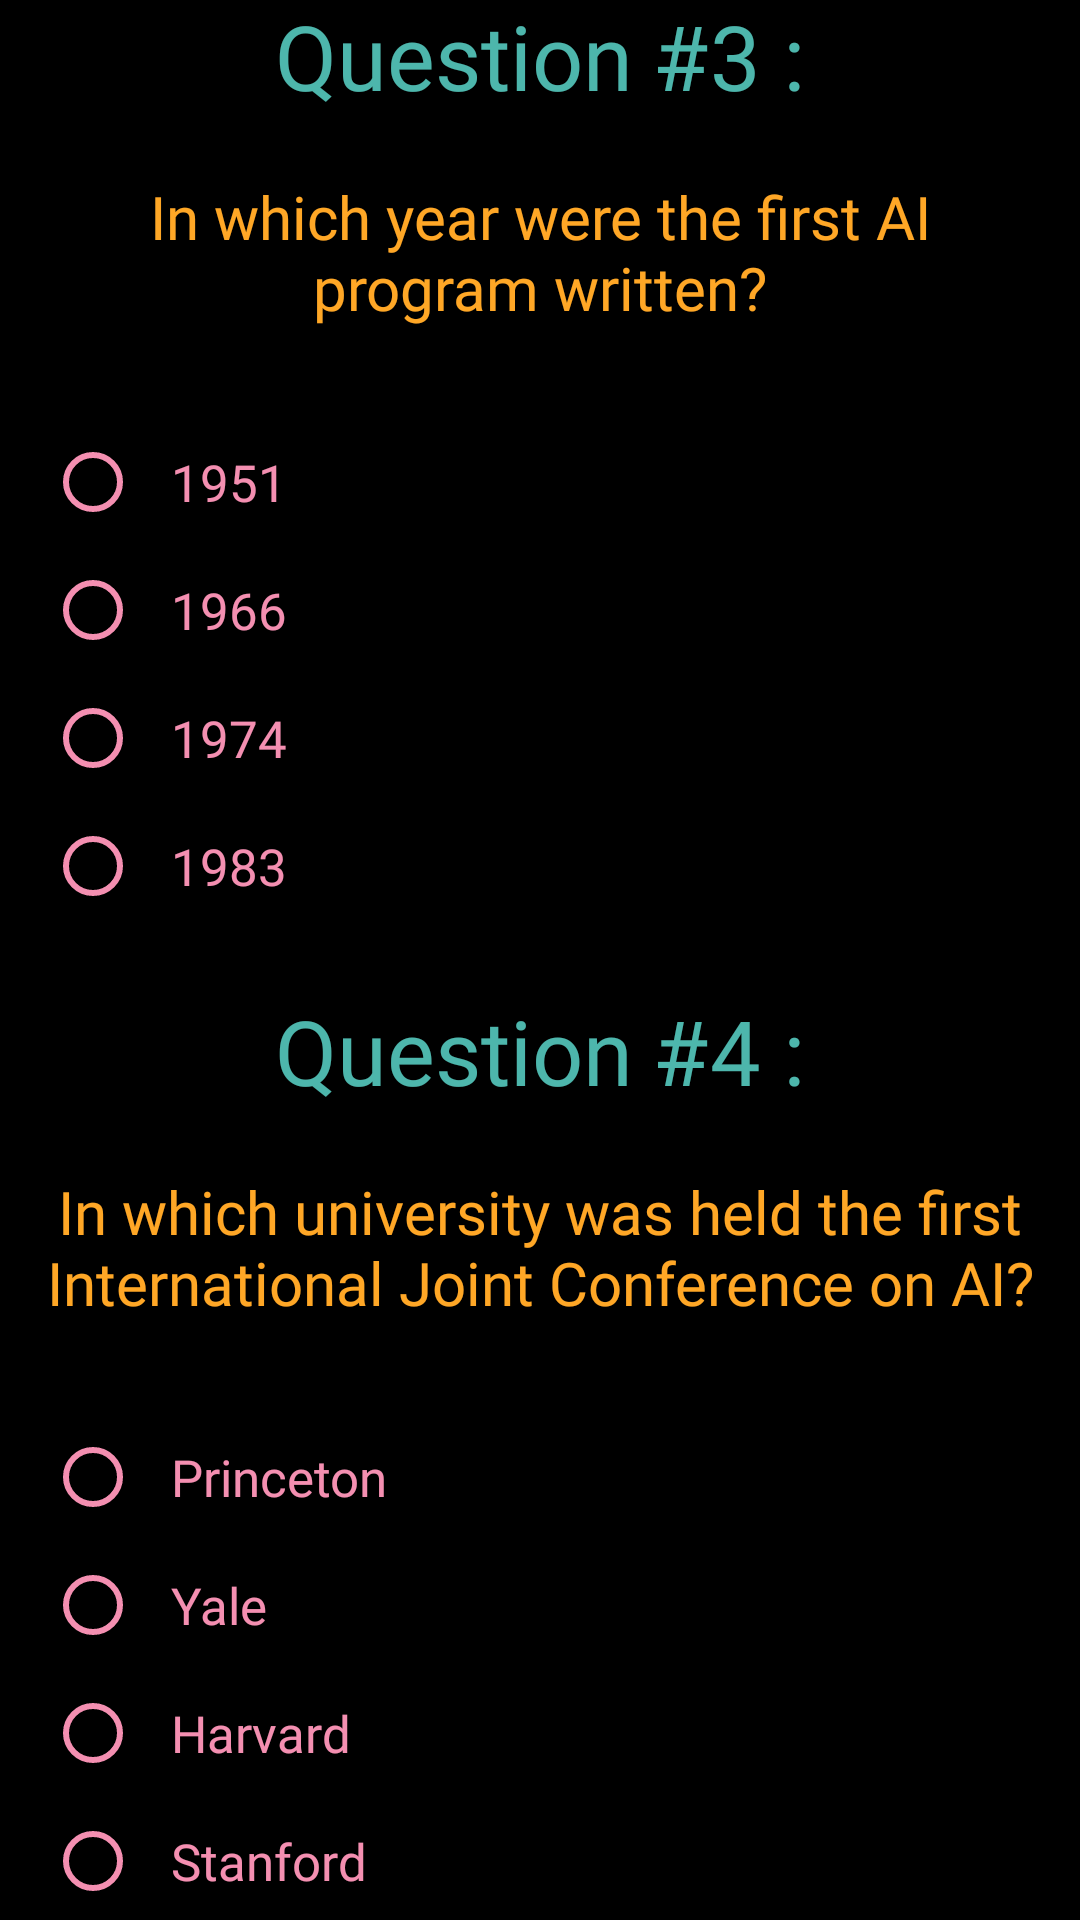 Question #3 :
In which year were the first AI
program written?
1951
1966
1974
1983
Question #4 :
In which university was held the first
International Joint Conference on AI?
Princeton
Yale
Harvard
Stanford